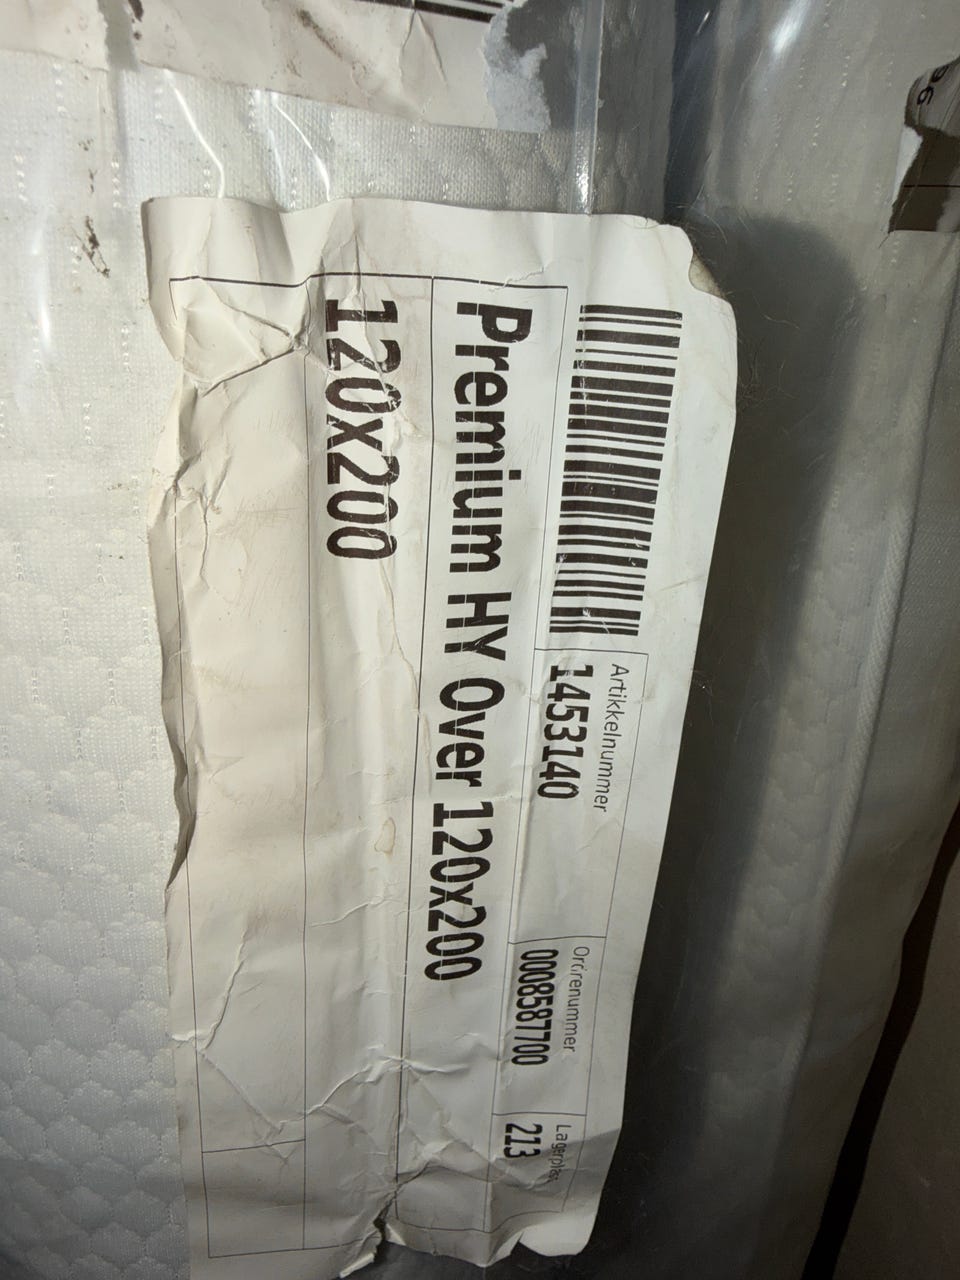 Artikkelnummer
1453140
Ordrenummer
0008587700
Lagerplass
213
Premium HY Over 120x200
120x200